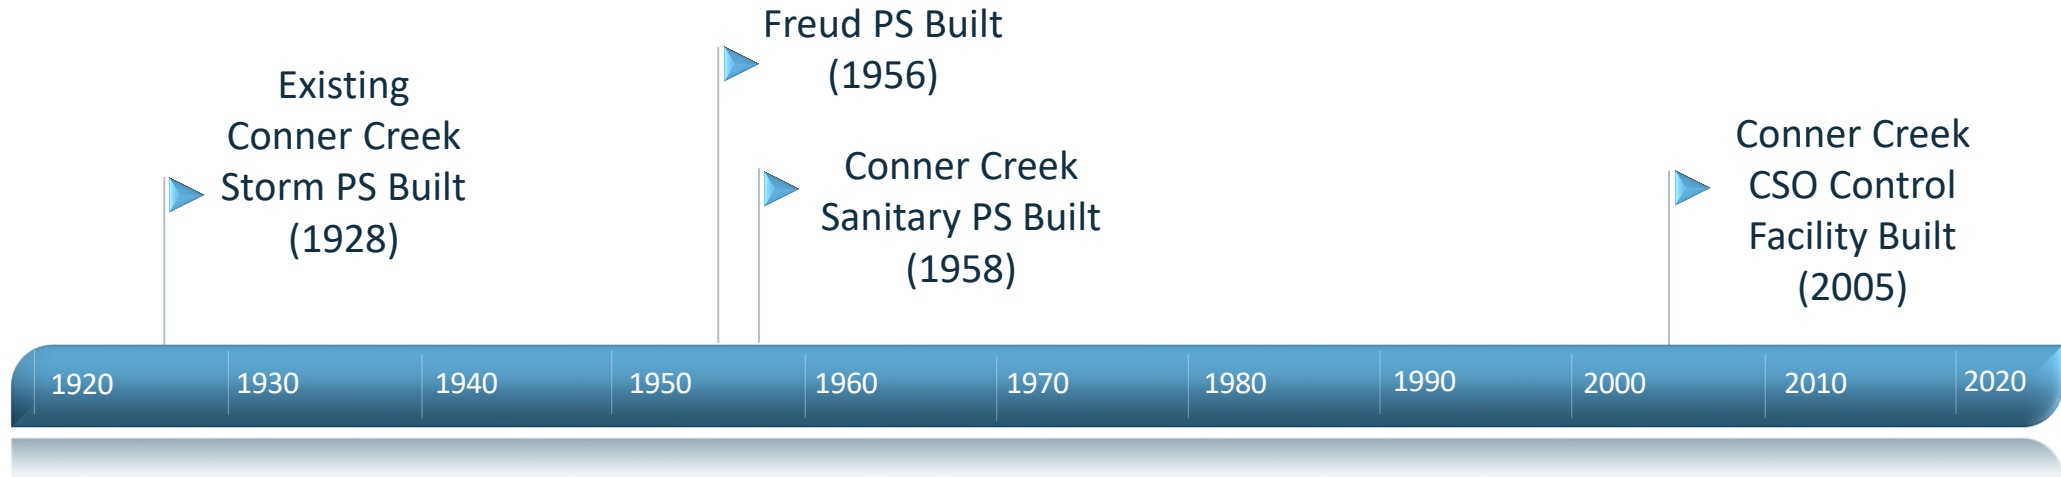 Freud PS Built
(1956)
Existing
Conner Creek
Storm PS Built
(1928)
Conner Creek
Sanitary PS Built
(1958)
Conner Creek
CSO Control
Facility Built
(2005)
1920 1930 1940 1950 1960 1970 1980 1990 2000 2010 2020